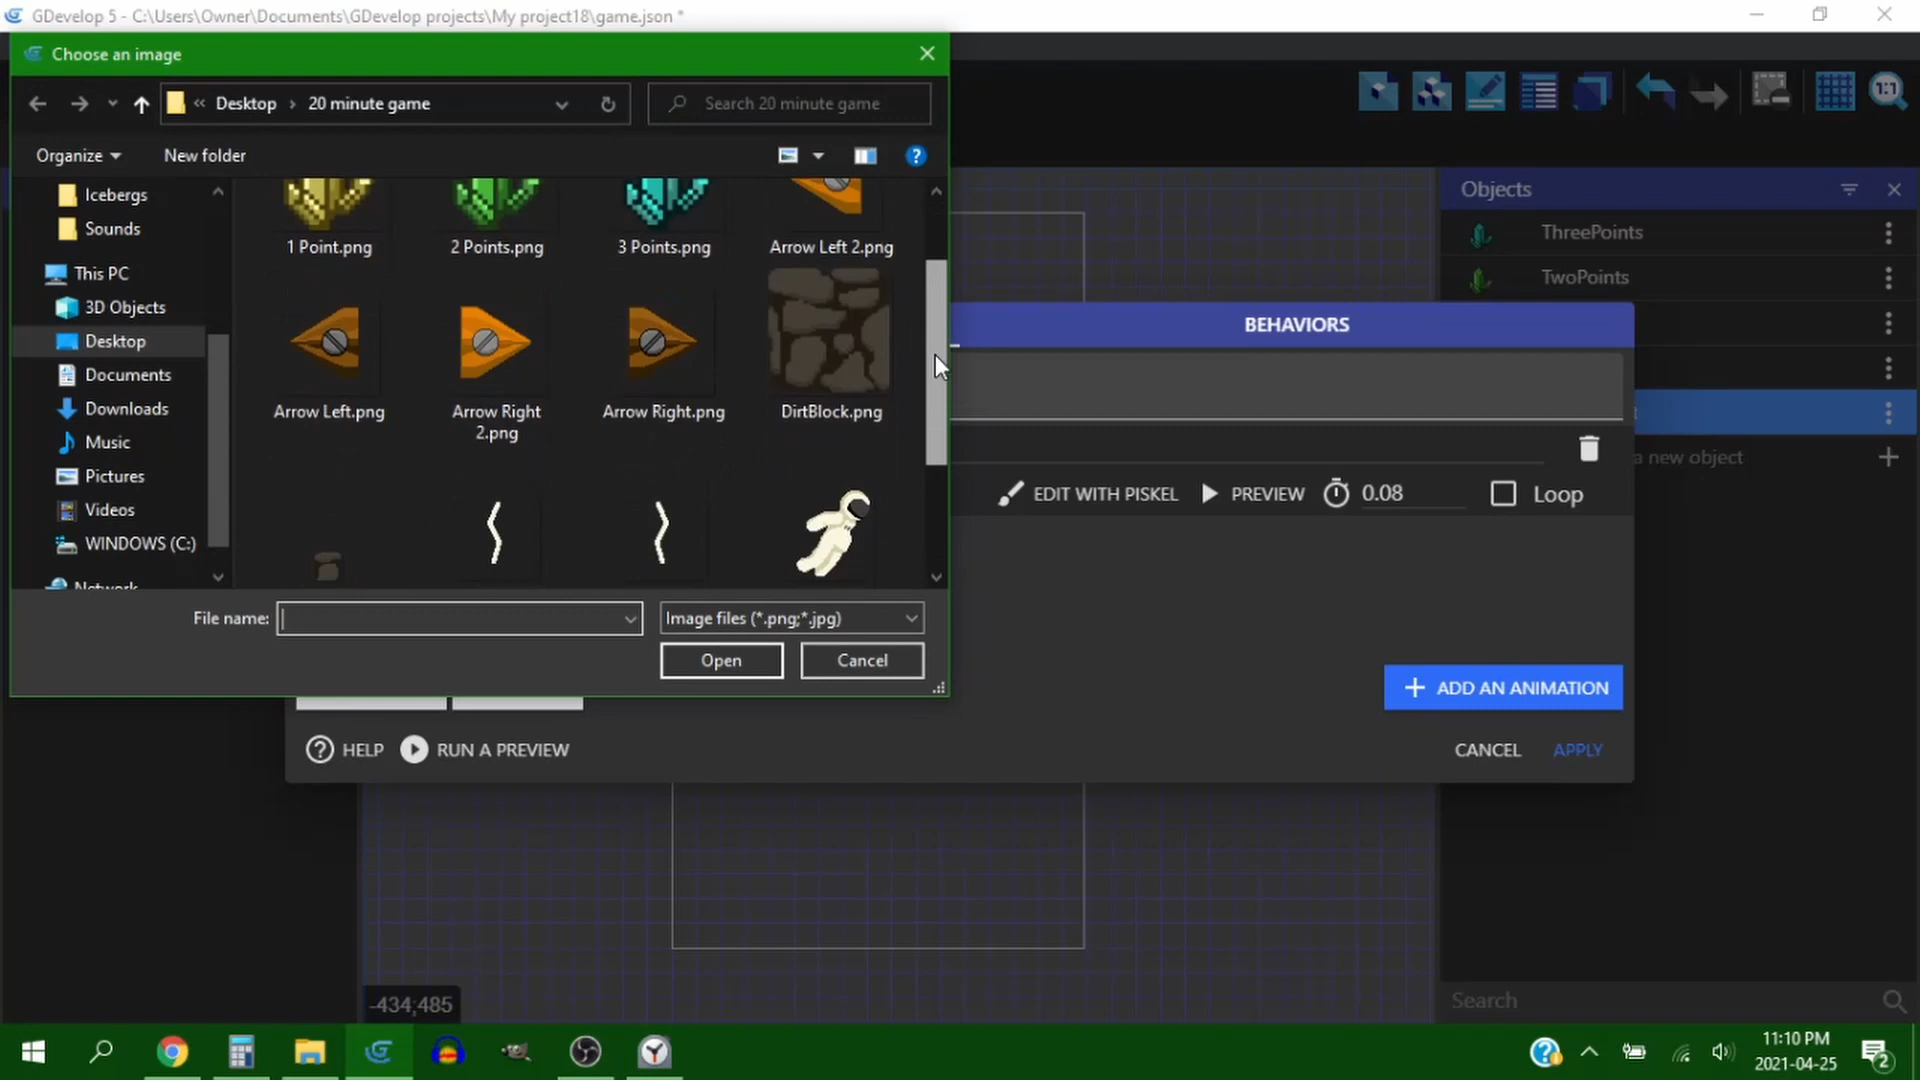 GDevelop 5 - C:\Users\Owner\Documents\GDevelop projects\My project18\game.json *
Choose an image
« Desktop › 20 minute game
Search 20 minute game
Organize
New folder
Icebergs
Sounds
This PC
3D Objects
Desktop
Documents
Downloads
Music
Pictures
Videos
WINDOWS (C:)
Network
1 Point.png
2 Points.png
3 Points.png
Arrow Left 2.png
Arrow Left.png
Arrow Right 2.png
Arrow Right.png
DirtBlock.png
File name:
Image files (*.png;*.jpg)
Open
Cancel
1:1
Objects
ThreePoints
TwoPoints
a new object
BEHAVIORS
EDIT WITH PISKEL
PREVIEW
0.08
Loop
+ ADD AN ANIMATION
HELP
RUN A PREVIEW
CANCEL
APPLY
-434;485
Search
11:10 PM
2021-04-25
2